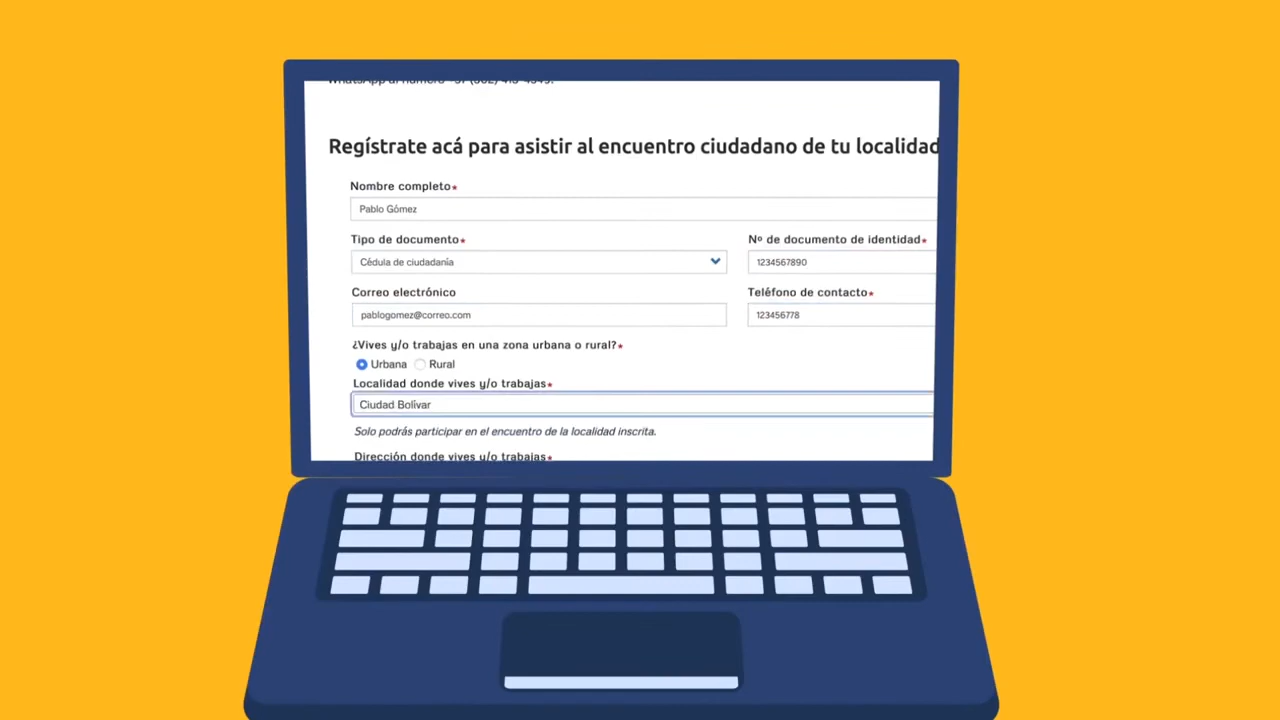 Regístrate acá para asistir al encuentro ciudadano de tu localidad
Nombre completo*
Pablo Gómez
Tipo de documento* Nº de documento de identidad*
Cédula de ciudadanía 1234567890
Correo electrónico Teléfono de contacto*
pablogomez@correo.com 123456778
¿Vives y/o trabajas en una zona urbana o rural?*
Urbana Rural
Localidad donde vives y/o trabajas*
Ciudad Bolívar
Solo podrás participar en el encuentro de la localidad inscrita.
Dirección donde vives y/o trabajas*